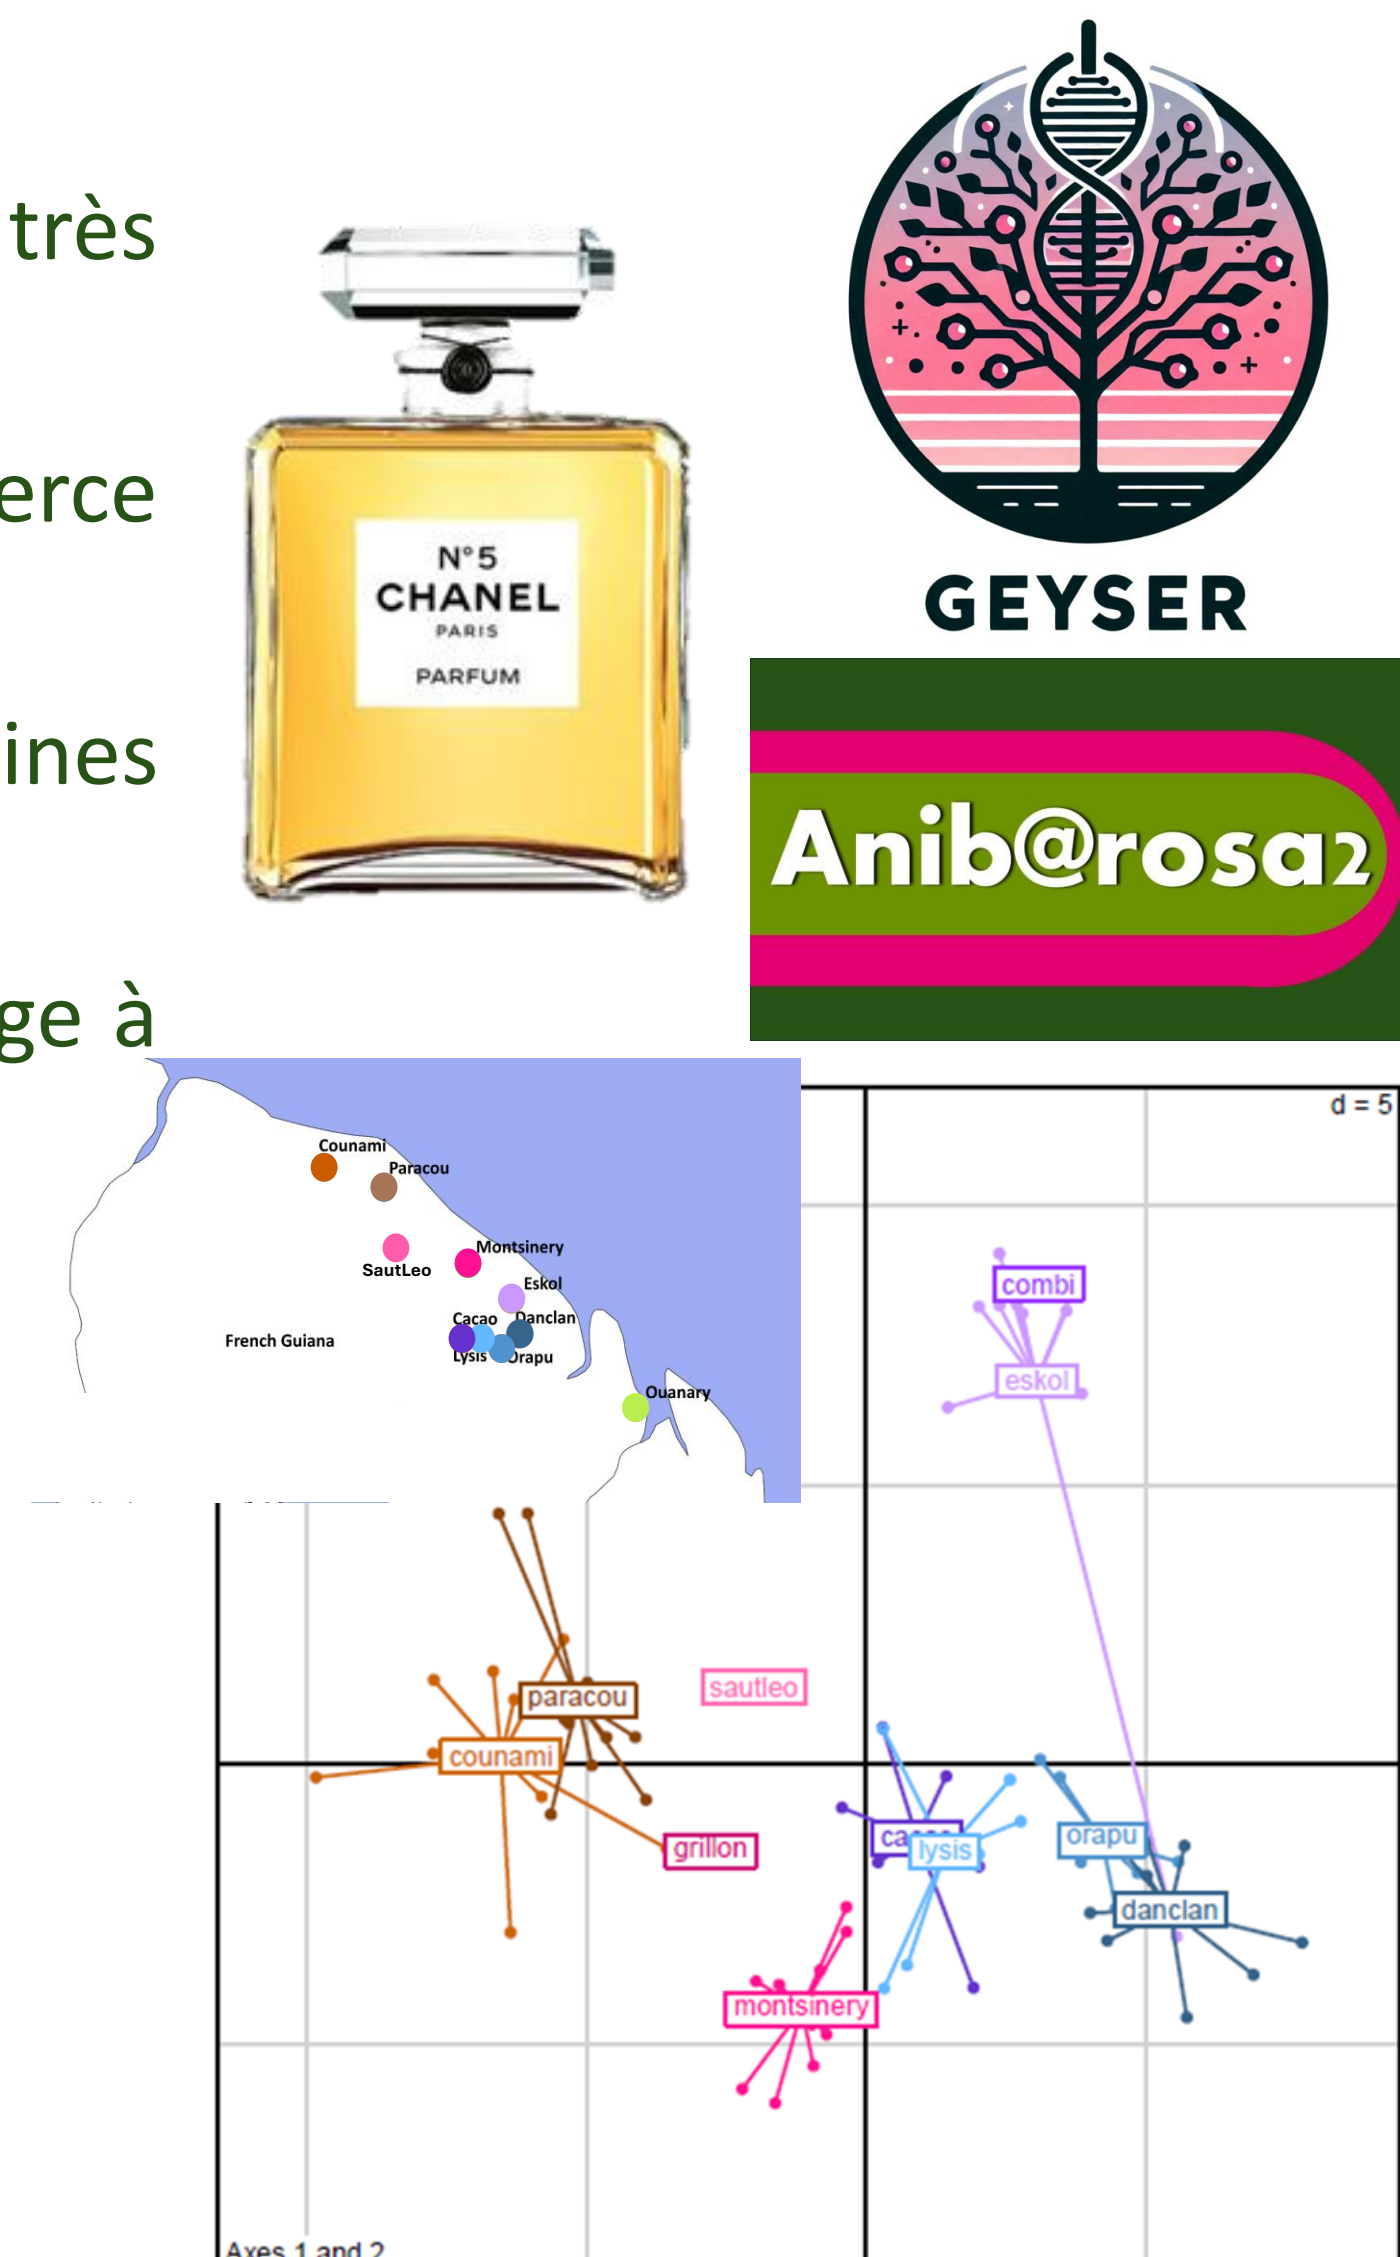 très
erce
ines
ge à
N°5
CHANEL
PARIS
PARFUM
GEYSER
Anib@rosa2
Counami
Paracou
SautLeo
Montsinery
Eskol
Cacao
Danclan
Lysis
Orapu
French Guiana
Ouanary
d = 5
combi
eskol
paracou
sautleo
counami
grillon
lysis
orapu
danclan
montsinery
Axes 1 and 2